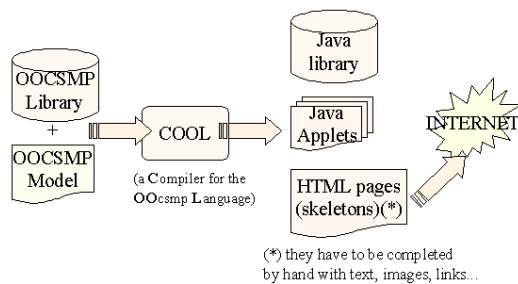 OOCSMP
Library
+
OOCSMP
Model
COOL
(a Compiler for the
OOcsmp Language)
Java
library
Java
Applets
HTML pages
(skeletons)(*)
(*) they have to be completed
by hand with text, images, links...
INTERNET